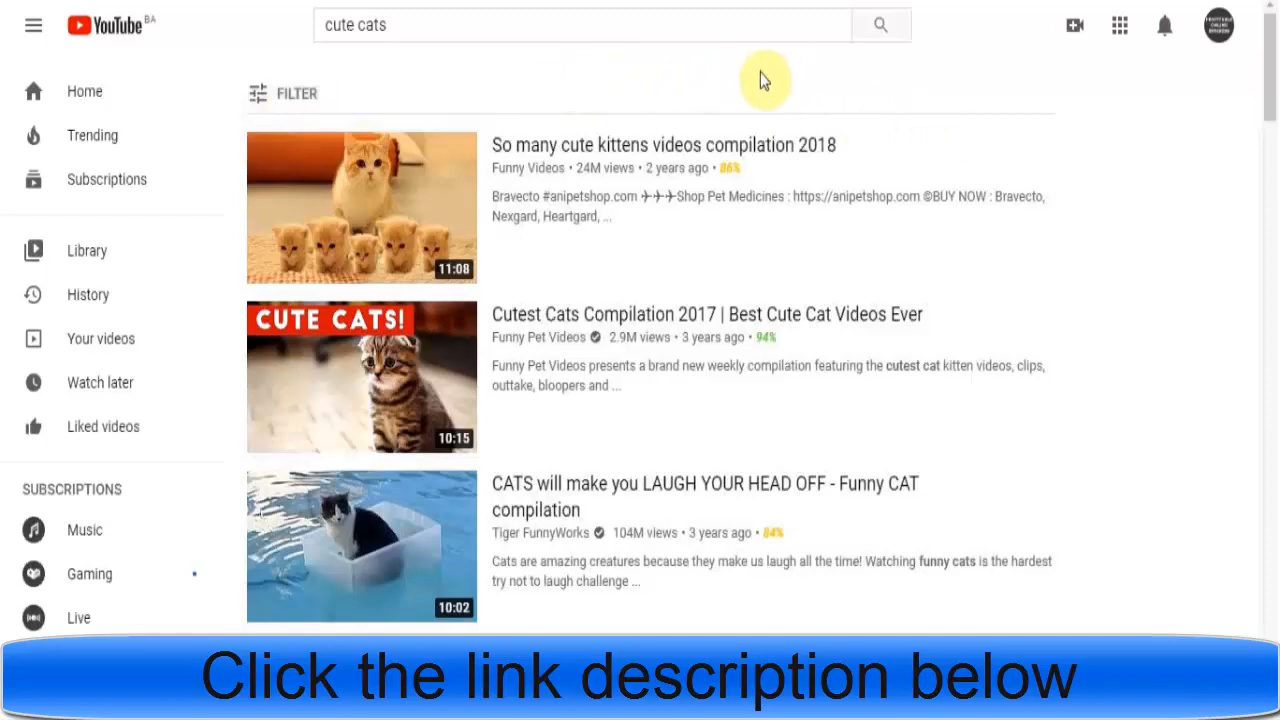 YouTube BA
cute cats
Home
Trending
Subscriptions
Library
History
Your videos
Watch later
Liked videos
SUBSCRIPTIONS
Music
Gaming
Live
FILTER
11:08
So many cute kittens videos compilation 2018
Funny Videos • 24M views • 2 years ago • 86%
Bravecto #anipetshop.com ✈✈✈Shop Pet Medicines : https://anipetshop.com ©BUY NOW : Bravecto,
Nexgard, Heartgard, ...
CUTE CATS!
10:15
Cutest Cats Compilation 2017 | Best Cute Cat Videos Ever
Funny Pet Videos 2.9M views • 3 years ago • 94%
Funny Pet Videos presents a brand new weekly compilation featuring the cutest cat kitten videos, clips,
outtake, bloopers and ...
10:02
CATS will make you LAUGH YOUR HEAD OFF - Funny CAT
compilation
Tiger FunnyWorks 104M views • 3 years ago • 84%
Cats are amazing creatures because they make us laugh all the time! Watching funny cats is the hardest
try not to laugh challenge ...
Click the link description below